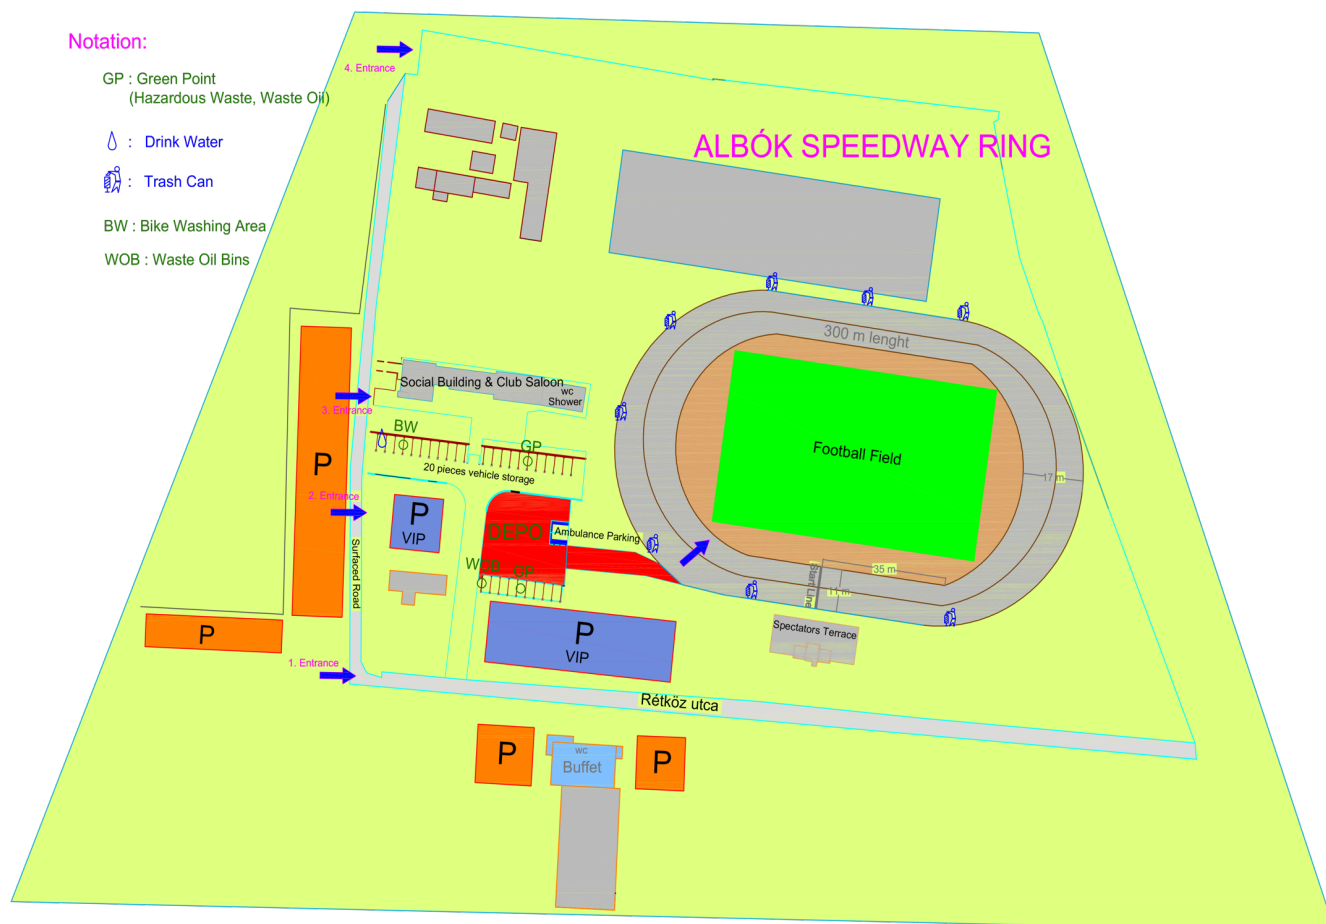 Notation:
4. Entrance
GP : Green Point
(Hazardous Waste, Waste Oil)
: Drink Water
: Trash Can
BW : Bike Washing Area
WOB : Waste Oil Bins
ALBÓK SPEEDWAY RING
300 m lenght
Social Building & Club Saloon
wc
Shower
3. Entrance
BW
GP
20 pieces vehicle storage
Football Field
17 m
P
2. Entrance
P
VIP
DEPO
Ambulance Parking
Surfaced Road
WOB
GP
Start Line
35 m
11 m
P
P
VIP
Spectators Terrace
1. Entrance
Rétköz utca
P
wc
Buffet
P